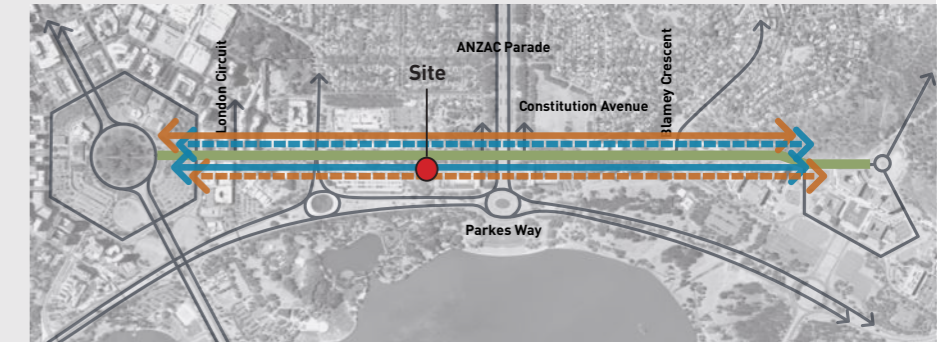 London Circuit
ANZAC Parade
Site
Constitution Avenue
Blamey Crescent
Parkes Way